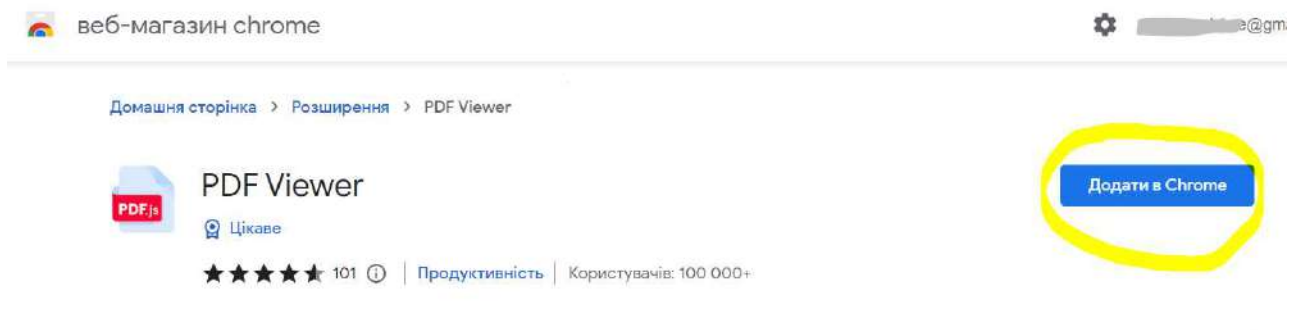 веб-магазин chrome
@gm
Домашня сторінка > Розширення > PDF Viewer
PDF Viewer
Додати в Chrome
PDF.js
Цікаве
101 | Продуктивність | Користувачів: 100 000+